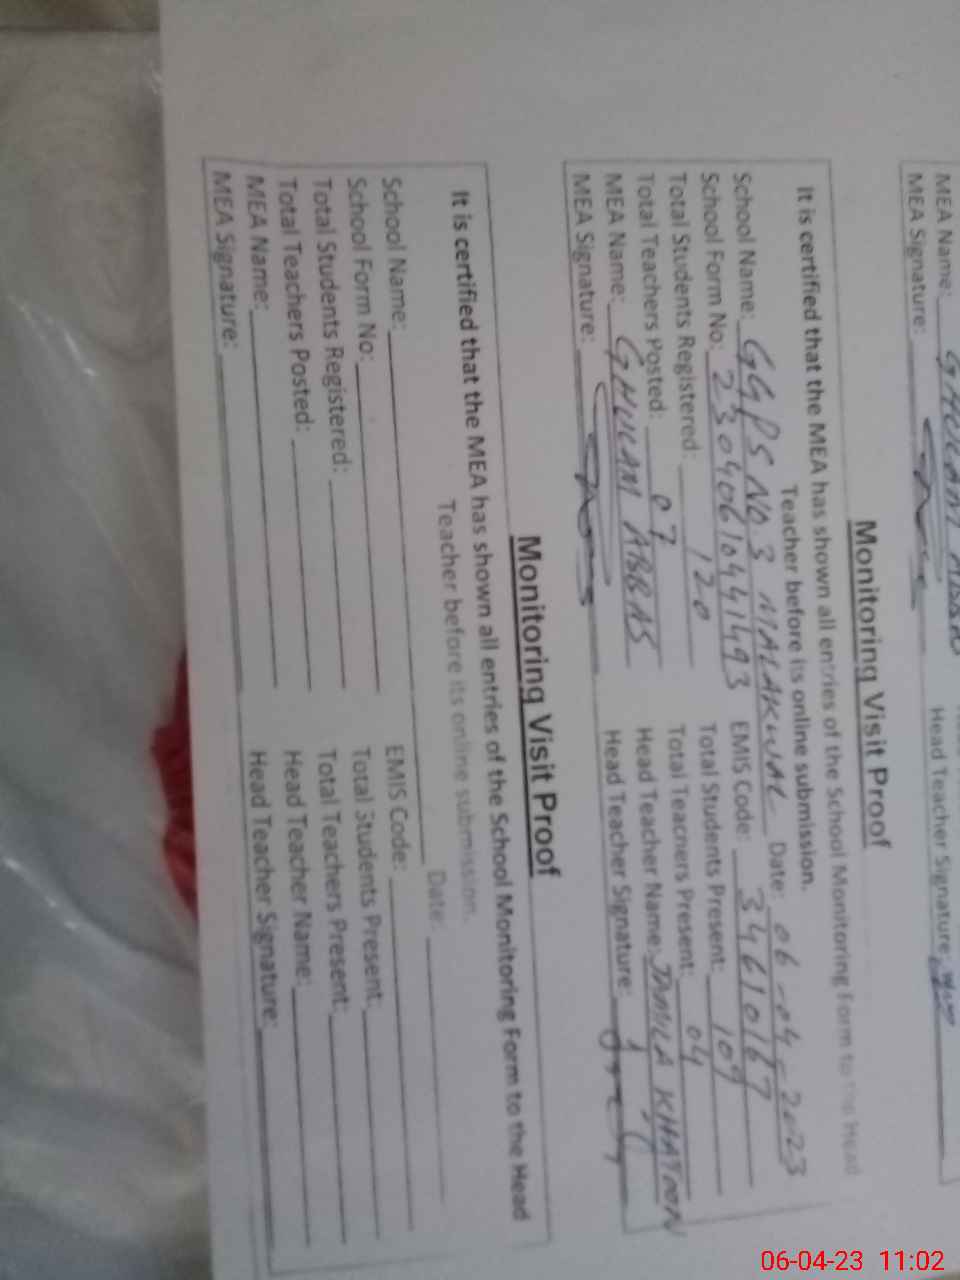 MEA Name: GHULAM ABBAS
MEA Signature: Head Teacher Signature:
Monitoring Visit Proof
It is certified that the MEA has shown all entries of the School Monitoring Form to the Head
Teacher before its online submission.
School Name: GGPS NO 3 MALAKWAL Date: 06-04-2023
School Form No: 23040610441493 EMIS Code: 34610167
Total Students Registered: 120 Total Students Present: 109
Total Teachers Posted: 07 Total Teachers Present: 04
MEA Name: GHULAM ABBAS Head Teacher Name: JAMILA KHATOON
MEA Signature: Head Teacher Signature:
Monitoring Visit Proof
It is certified that the MEA has shown all entries of the School Monitoring Form to the Head
Teacher before its online submission.
School Name: Date:
School Form No: EMIS Code:
Total Students Registered: Total Students Present:
Total Teachers Posted: Total Teachers Present:
MEA Name: Head Teacher Name:
MEA Signature: Head Teacher Signature:
06-04-23 11:02